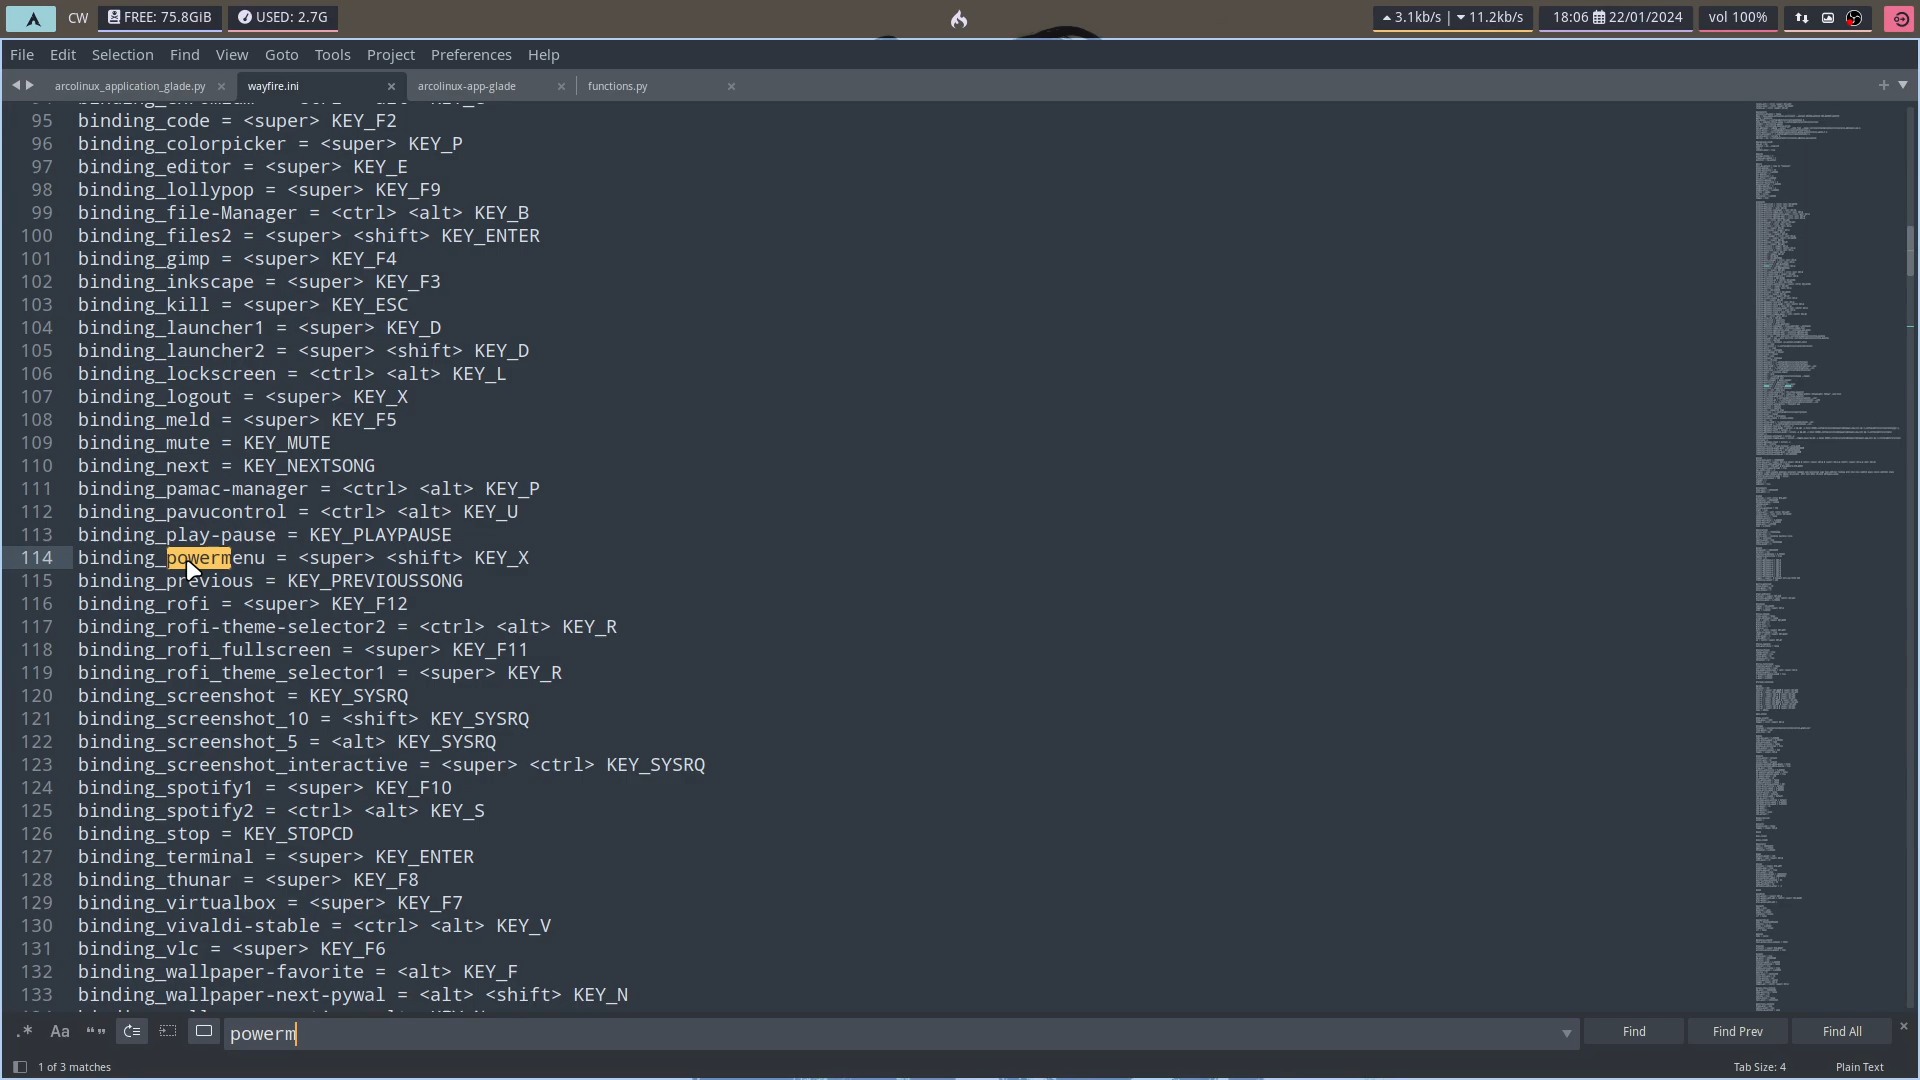 CW FREE: 75.8GIB USED: 2.7G 3.1kb/s | 11.2kb/s 18:06 22/01/2024 vol 100%
File Edit Selection Find View Goto Tools Project Preferences Help
arcolinux_application_glade.py wayfire.ini arcolinux-app-glade functions.py
95 binding_code = <super> KEY_F2
96 binding_colorpicker = <super> KEY_P
97 binding_editor = <super> KEY_E
98 binding_lollypop = <super> KEY_F9
99 binding_file-Manager = <ctrl> <alt> KEY_B
100 binding_files2 = <super> <shift> KEY_ENTER
101 binding_gimp = <super> KEY_F4
102 binding_inkscape = <super> KEY_F3
103 binding_kill = <super> KEY_ESC
104 binding_launcher1 = <super> KEY_D
105 binding_launcher2 = <super> <shift> KEY_D
106 binding_lockscreen = <ctrl> <alt> KEY_L
107 binding_logout = <super> KEY_X
108 binding_meld = <super> KEY_F5
109 binding_mute = KEY_MUTE
110 binding_next = KEY_NEXTSONG
111 binding_pamac-manager = <ctrl> <alt> KEY_P
112 binding_pavucontrol = <ctrl> <alt> KEY_U
113 binding_play-pause = KEY_PLAYPAUSE
114 binding_powermenu = <super> <shift> KEY_X
115 binding_previous = KEY_PREVIOUSSONG
116 binding_rofi = <super> KEY_F12
117 binding_rofi-theme-selector2 = <ctrl> <alt> KEY_R
118 binding_rofi_fullscreen = <super> KEY_F11
119 binding_rofi_theme_selector1 = <super> KEY_R
120 binding_screenshot = KEY_SYSRQ
121 binding_screenshot_10 = <shift> KEY_SYSRQ
122 binding_screenshot_5 = <alt> KEY_SYSRQ
123 binding_screenshot_interactive = <super> <ctrl> KEY_SYSRQ
124 binding_spotify1 = <super> KEY_F10
125 binding_spotify2 = <ctrl> <alt> KEY_S
126 binding_stop = KEY_STOPCD
127 binding_terminal = <super> KEY_ENTER
128 binding_thunar = <super> KEY_F8
129 binding_virtualbox = <super> KEY_F7
130 binding_vivaldi-stable = <ctrl> <alt> KEY_V
131 binding_vlc = <super> KEY_F6
132 binding_wallpaper-favorite = <alt> KEY_F
133 binding_wallpaper-next-pywal = <alt> <shift> KEY_N
.* Aa “” powerm Find Find Prev Find All
1 of 3 matches Tab Size: 4 Plain Text